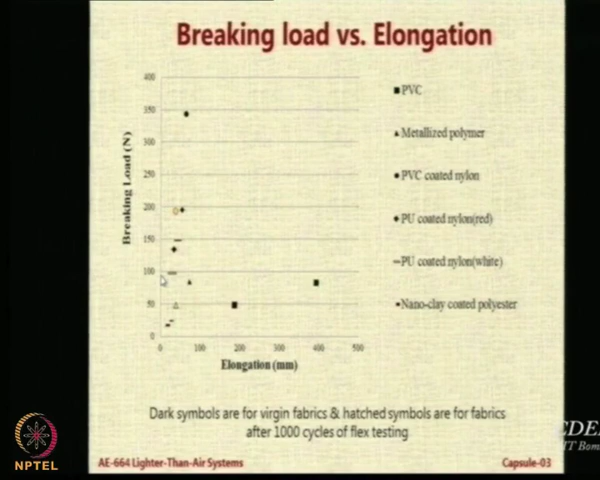 Breaking load vs. Elongation
400
350
300
250
200
150
100
50
0
0 100 200 300 400 500
Breaking Load (N)
Elongation (mm)
PVC
Metallized polymer
PVC coated nylon
PU coated nylon(red)
PU coated nylon(white)
Nano-clay coated polyester
Dark symbols are for virgin fabrics & hatched symbols are for fabrics
after 1000 cycles of flex testing
AE-664 Lighter-Than-Air Systems
Capsule-03
NPTEL